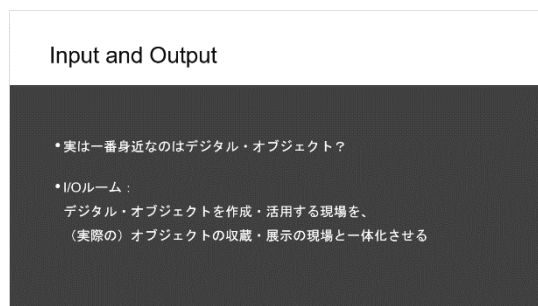 Input and Output
•実は一番身近なのはデジタル・オブジェクト？
•I/Oルーム：
デジタル・オブジェクトを作成・活用する現場を、
（実際の）オブジェクトの収蔵・展示の現場と一体化させる